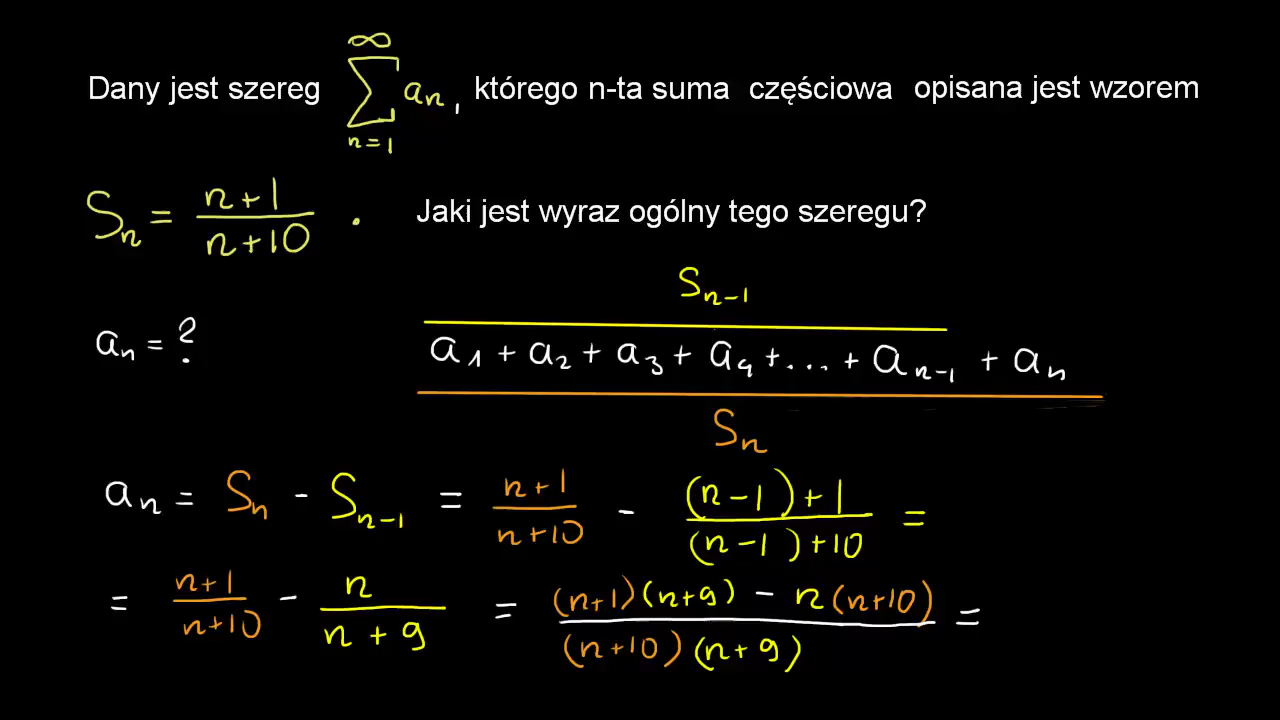 Dany jest szereg ∑_{n=1}^{∞} a_n, którego n-ta suma częściowa opisana jest wzorem
S_n = (n+1)/(n+10) . Jaki jest wyraz ogólny tego szeregu?
S_{n-1}
a_n = ? a_1 + a_2 + a_3 + a_4 + ... + a_{n-1} + a_n
S_n
a_n = S_n - S_{n-1} = (n+1)/(n+10) - ((n-1)+1)/((n-1)+10) =
= (n+1)/(n+10) - n/(n+9) = ((n+1)(n+9) - n(n+10))/((n+10)(n+9)) =